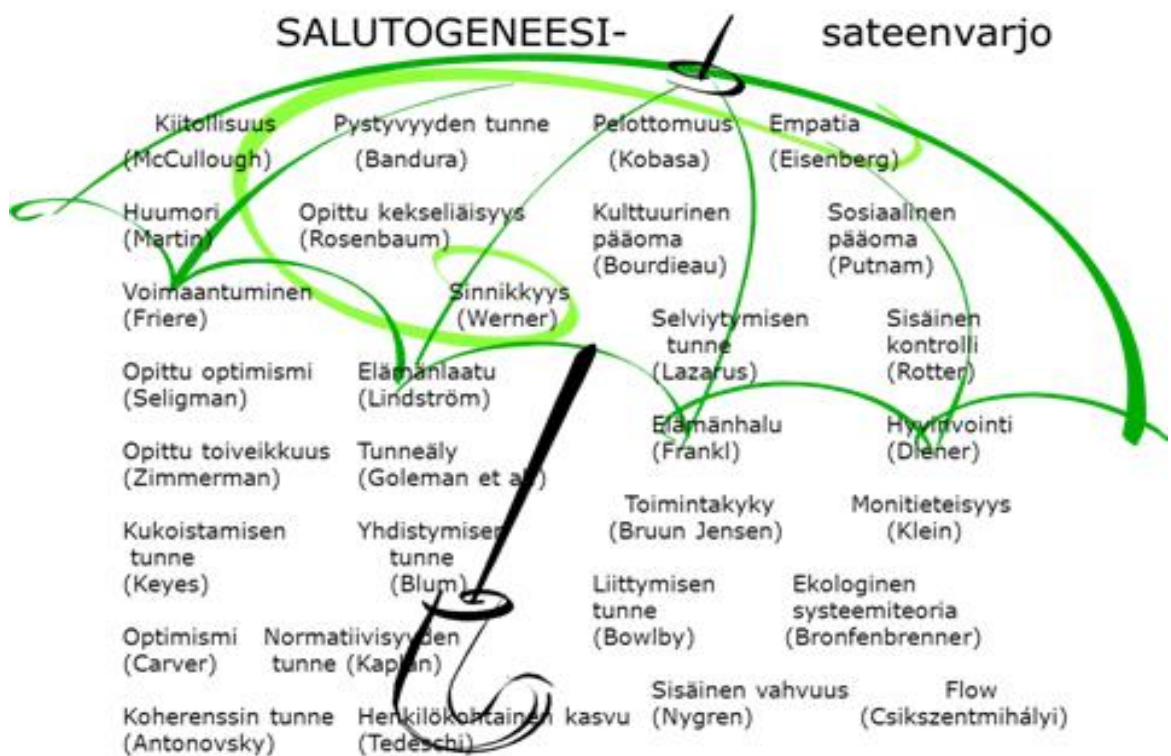 SALUTOGENEESI- sateenvarjo
Kiitollisuus Pystyvyyden tunne Pelottomuus Empatia
(McCullough) (Bandura) (Kobasa) (Eisenberg)
Huumori Opittu kekseliäisyys Kulttuurinen Sosiaalinen
(Martin) (Rosenbaum) pääoma pääoma
(Bourdieau) (Putnam)
Voimaantuminen Sinnikkyys Selviytymisen Sisäinen
(Friere) (Werner) tunne kontrolli
(Lazarus) (Rotter)
Opittu optimismi Elämänlaatu
(Seligman) (Lindström)
Elämänhalu Hyvinvointi
(Frankl) (Diener)
Opittu toiveikkuus Tunneäly
(Zimmerman) (Goleman et al.)
Toimintakyky Monitieteisyys
(Bruun Jensen) (Klein)
Kukoistamisen Yhdistymisen
tunne tunne
(Keyes) (Blum)
Liittymisen Ekologinen
tunne systeemiteoria
(Bowlby) (Bronfenbrenner)
Optimismi Normatiivisyyden
(Carver) tunne (Kaplan)
Sisäinen vahvuus Flow
(Nygren) (Csikszentmihályi)
Koherenssin tunne Henkilökohtainen kasvu
(Antonovsky) (Tedeschi)